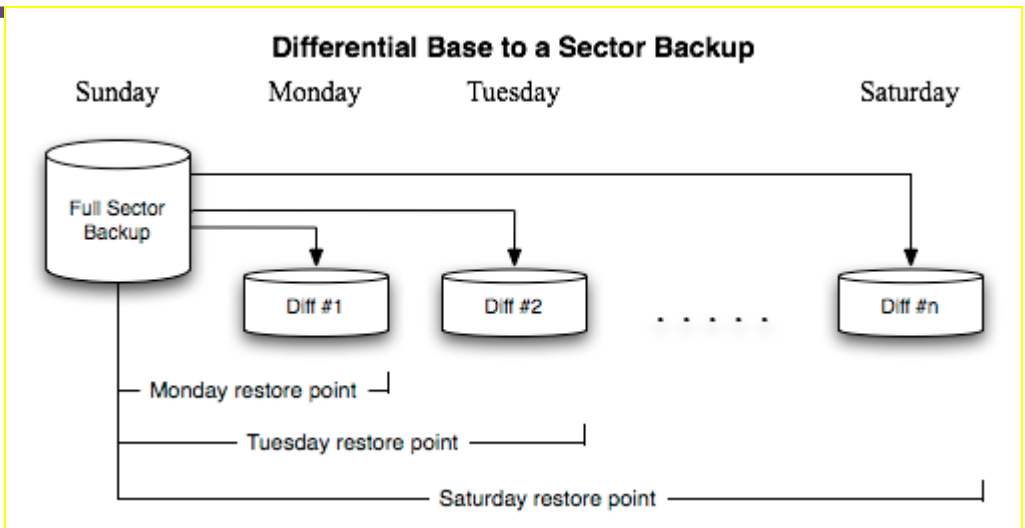 Differential Base to a Sector Backup
Sunday
Monday
Tuesday
Saturday
Full Sector
Backup
Diff #1
Diff #2
. . . . .
Diff #n
Monday restore point
Tuesday restore point
Saturday restore point